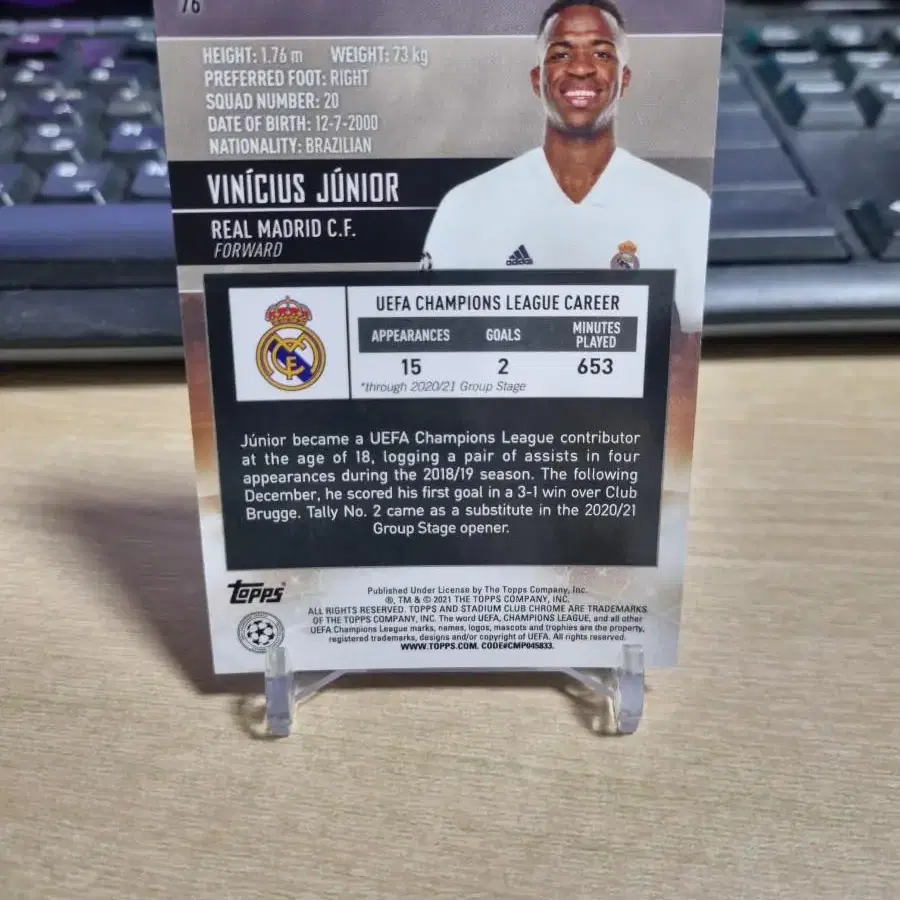 76
HEIGHT: 1.76 m WEIGHT: 73 kg
PREFERRED FOOT: RIGHT
SQUAD NUMBER: 20
DATE OF BIRTH: 12-7-2000
NATIONALITY: BRAZILIAN
VINÍCIUS JÚNIOR
REAL MADRID C.F.
FORWARD
adidas
UEFA CHAMPIONS LEAGUE CAREER
APPEARANCES GOALS MINUTES PLAYED
15 2 653
*through 2020/21 Group Stage
Júnior became a UEFA Champions League contributor
at the age of 18, logging a pair of assists in four
appearances during the 2018/19 season. The following
December, he scored his first goal in a 3-1 win over Club
Brugge. Tally No. 2 came as a substitute in the 2020/21
Group Stage opener.
topps®
Published Under License by The Topps Company, Inc.
®, TM & © 2021 THE TOPPS COMPANY, INC.
ALL RIGHTS RESERVED. TOPPS AND STADIUM CLUB CHROME ARE TRADEMARKS
OF THE TOPPS COMPANY, INC. The word UEFA, CHAMPIONS LEAGUE, and all other
UEFA Champions League marks, names, logos, mascots and trophies are the property,
registered trademarks, designs and/or copyright of UEFA. All rights reserved.
WWW.TOPPS.COM. CODE#CMP045833.